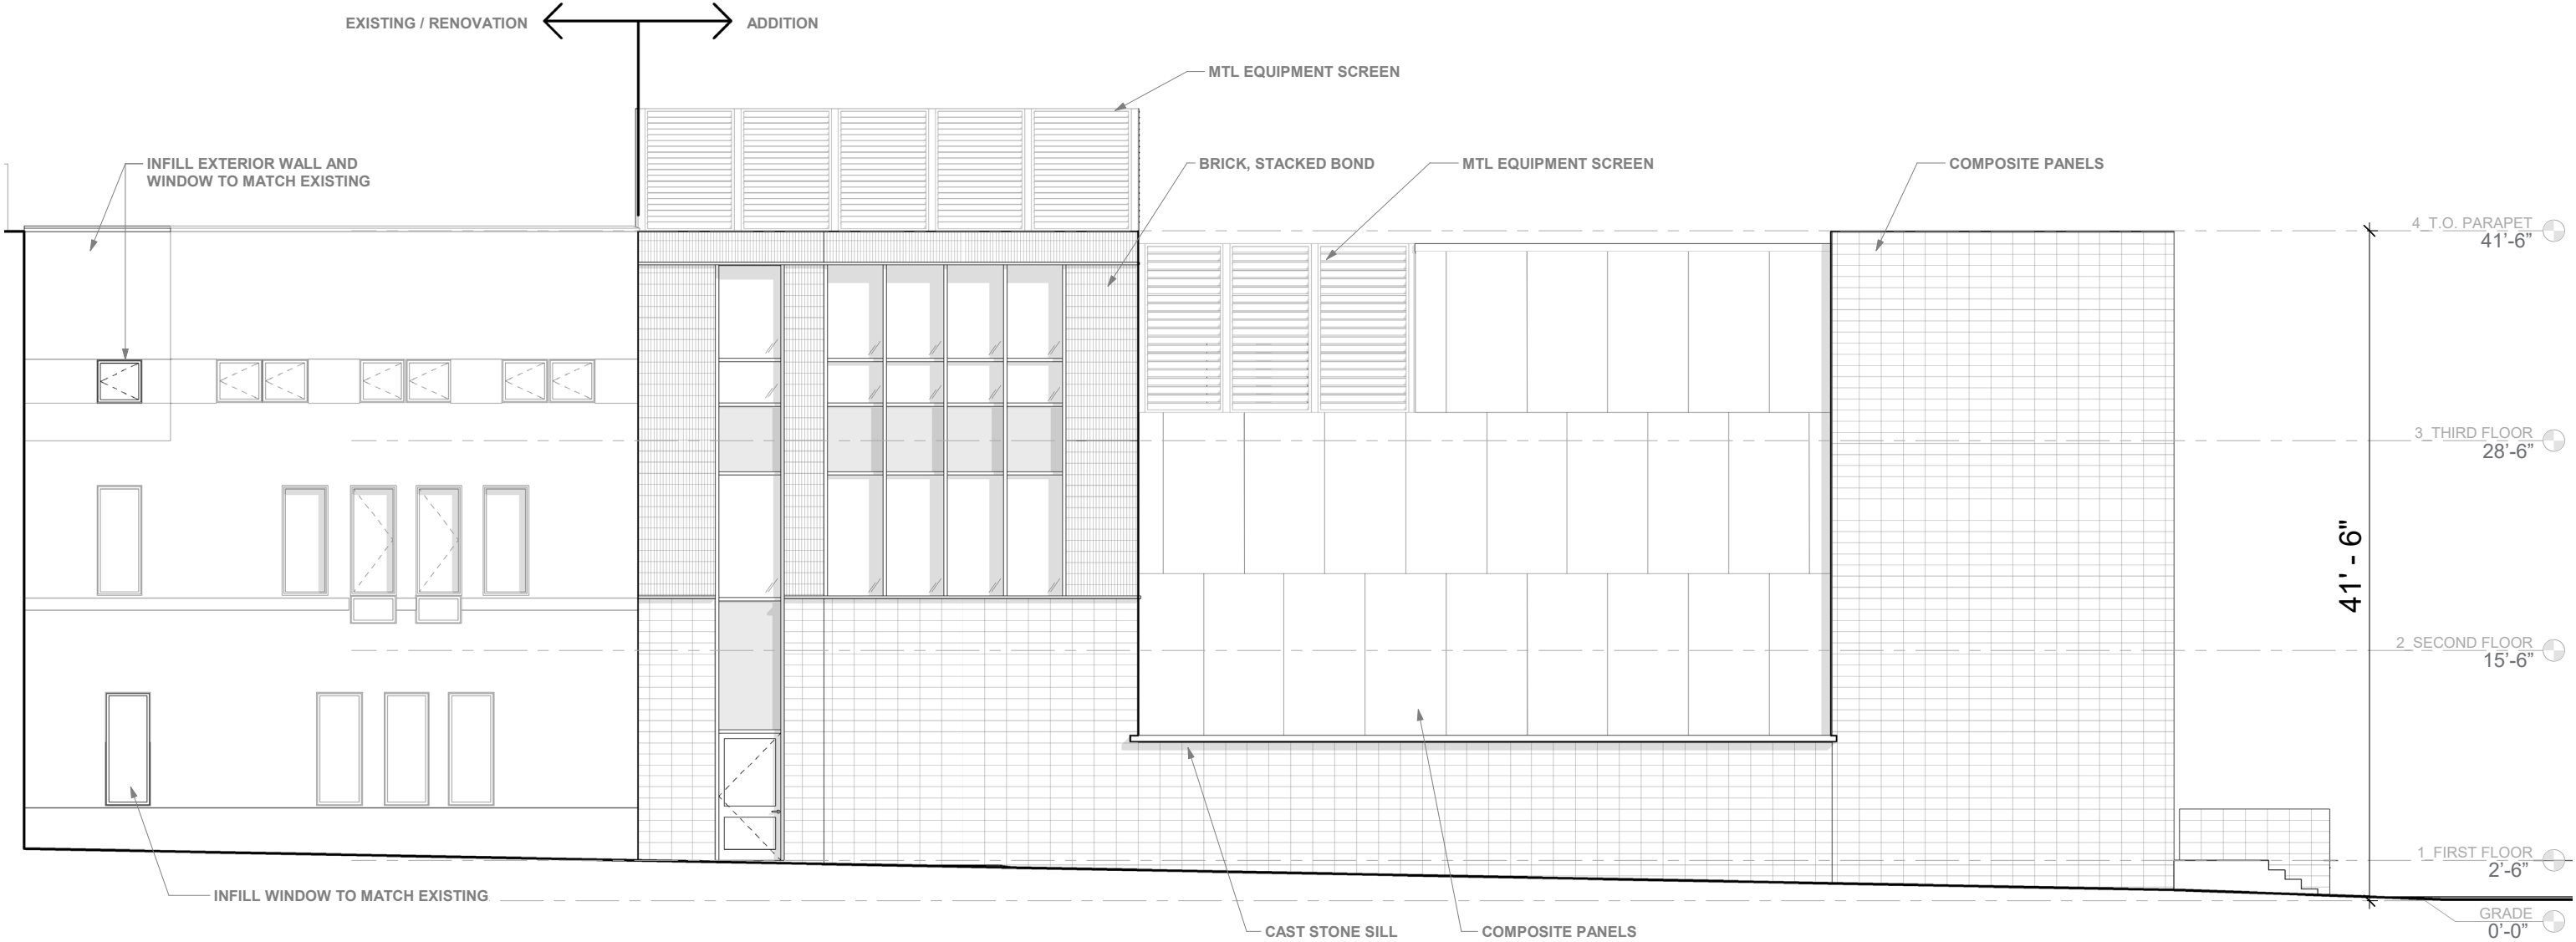 EXISTING / RENOVATION
ADDITION
MTL EQUIPMENT SCREEN
INFILL EXTERIOR WALL AND
WINDOW TO MATCH EXISTING
BRICK, STACKED BOND
MTL EQUIPMENT SCREEN
COMPOSITE PANELS
4_T.O. PARAPET
41'-6"
3_THIRD FLOOR
28'-6"
41' - 6"
2_SECOND FLOOR
15'-6"
1_FIRST FLOOR
2'-6"
INFILL WINDOW TO MATCH EXISTING
GRADE
0'-0"
CAST STONE SILL
COMPOSITE PANELS